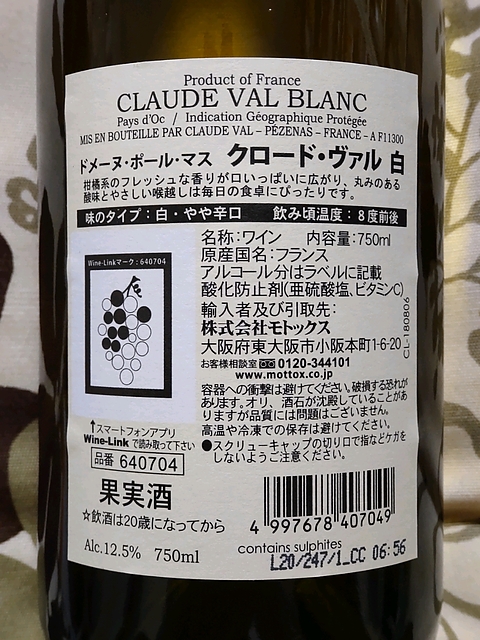 Product of France
CLAUDE VAL BLANC
Pays d'Oc / Indication Géographique Protégée
MIS EN BOUTEILLE PAR CLAUDE VAL – PÉZENAS – FRANCE – A F11300
ドメーヌ・ポール・マス クロード・ヴァル 白
柑橘系のフレッシュな香りが口いっぱいに広がり、丸みのある
酸味とやさしい喉越しは毎日の食卓にぴったりです。
味のタイプ：白・やや辛口 飲み頃温度：8度前後
名称：ワイン 内容量：750ml
原産国名：フランス
アルコール分はラベルに記載
酸化防止剤(亜硫酸塩、ビタミンC)
輸入者及び引取先：
株式会社モトックス
大阪府東大阪市小阪本町1-6-20
お客様相談室 0120-344101
www.mottox.co.jp
CL-180806
Wine-Linkマーク：640704
↑スマートフォンアプリ
Wine-Link で読み取って下さい
品番 640704
容器への衝撃は避けてください。破損する恐れが
あります。オリ、酒石が沈殿していることがあ
りますが品質には問題はございません。
高温や冷凍での保存は避けてください。
●スクリューキャップの切り口で指などケガを
しないようご注意ください。
果実酒
☆飲酒は20歳になってから
4 997678 407049
Alc.12.5% 750ml
contains sulphites
L20/247/1_CC 06:56